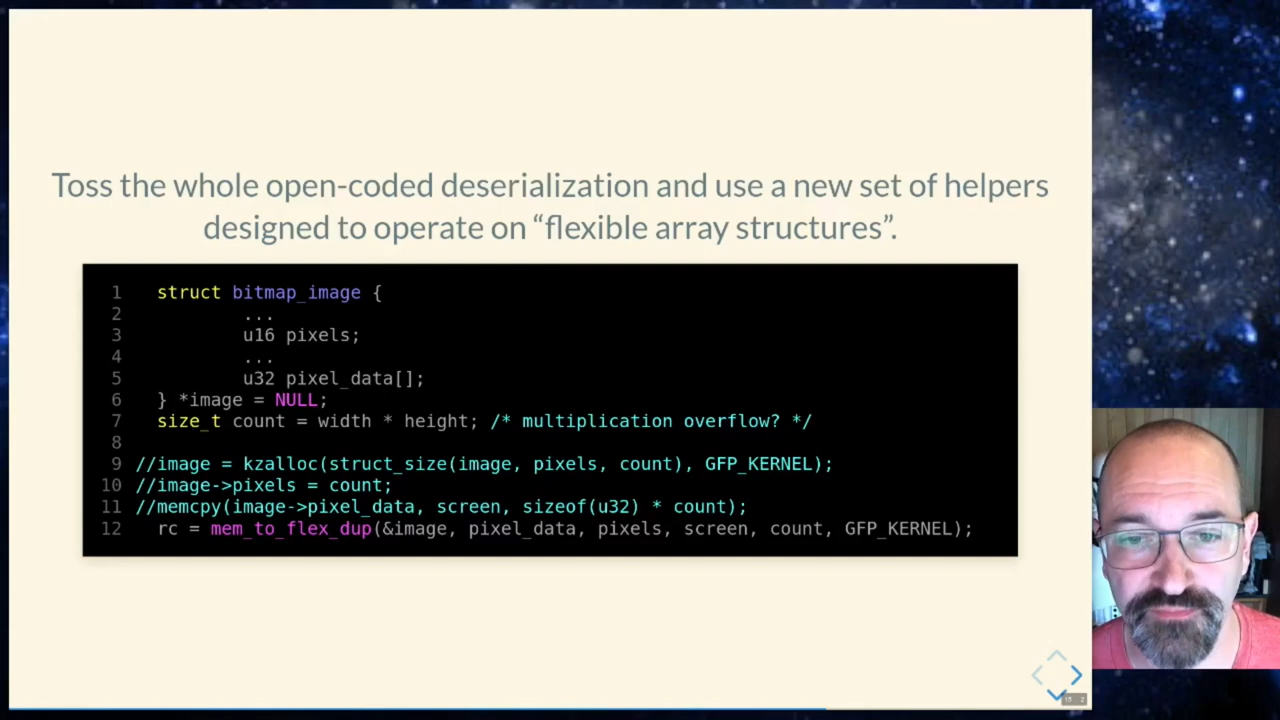 Toss the whole open-coded deserialization and use a new set of helpers
designed to operate on “flexible array structures”.
1 struct bitmap_image {
2 ...
3 u16 pixels;
4 ...
5 u32 pixel_data[];
6 } *image = NULL;
7 size_t count = width * height; /* multiplication overflow? */
8
9 //image = kzalloc(struct_size(image, pixels, count), GFP_KERNEL);
10 //image->pixels = count;
11 //memcpy(image->pixel_data, screen, sizeof(u32) * count);
12 rc = mem_to_flex_dup(&image, pixel_data, pixels, screen, count, GFP_KERNEL);